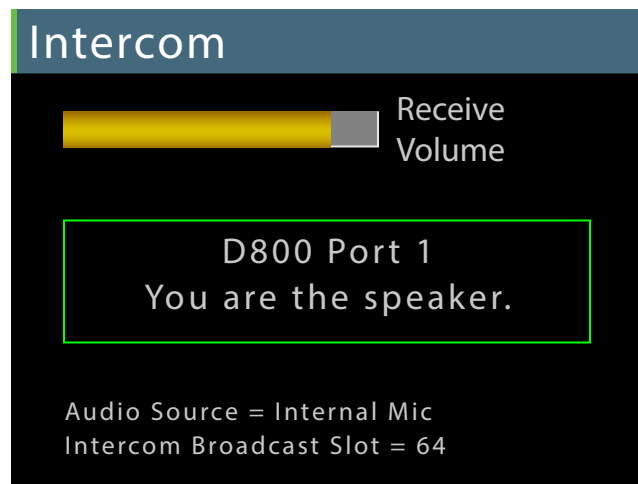 Intercom
Receive
Volume
D800 Port 1
You are the speaker.
Audio Source = Internal Mic
Intercom Broadcast Slot = 64